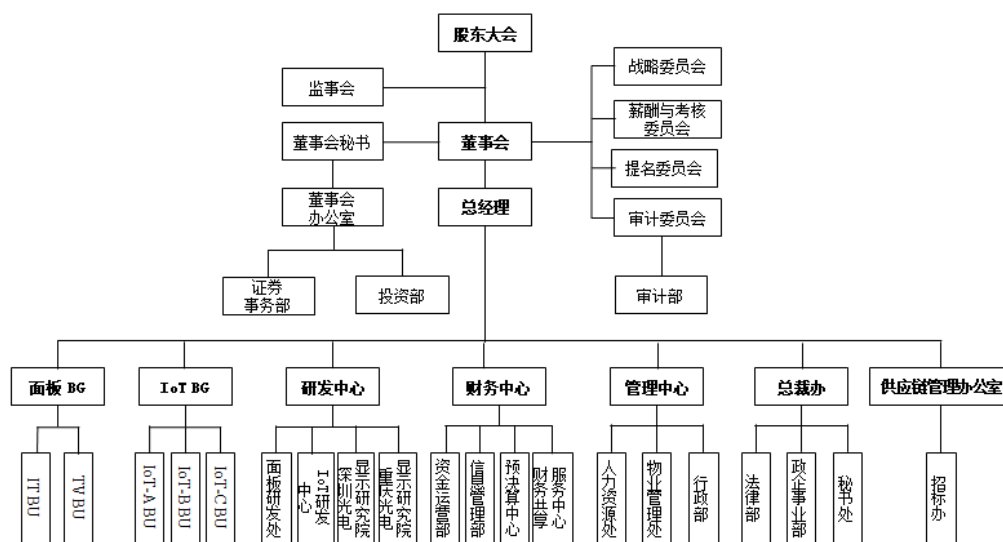 股东大会
监事会
战略委员会
薪酬与考核
委员会
董事会秘书
董事会
提名委员会
董事会
办公室
总经理
审计委员会
证券
事务部
投资部
审计部
面板 BG
IoT BG
研发中心
财务中心
管理中心
总裁办
供应链管理办公室
IT BU
TV BU
IoT-A BU
IoT-B BU
IoT-C BU
面板研发处
IoT研发
中心
显示研究院
深圳光电
显示研究院
重庆光电
资金运营部
信息管理部
预决算中心
服务中心
财务共享
人力资源处
物业管理处
行政部
法律部
政企事业部
秘书处
招标办